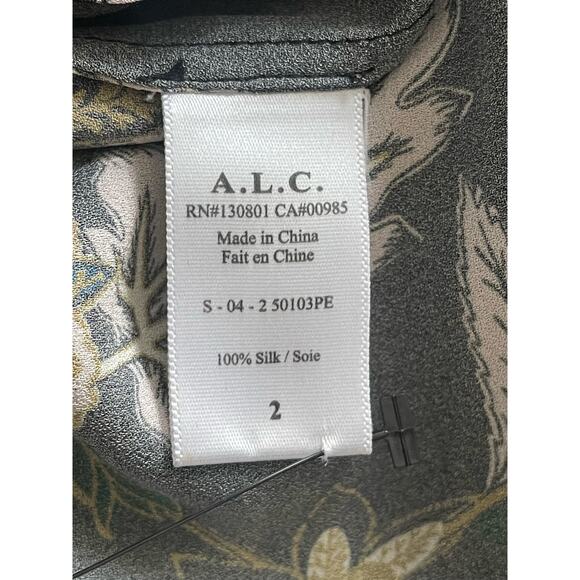 A.L.C.
RN#130801 CA#00985
Made in China
Fait en Chine
S - 04 - 2 50103PE
100% Silk / Soie
2